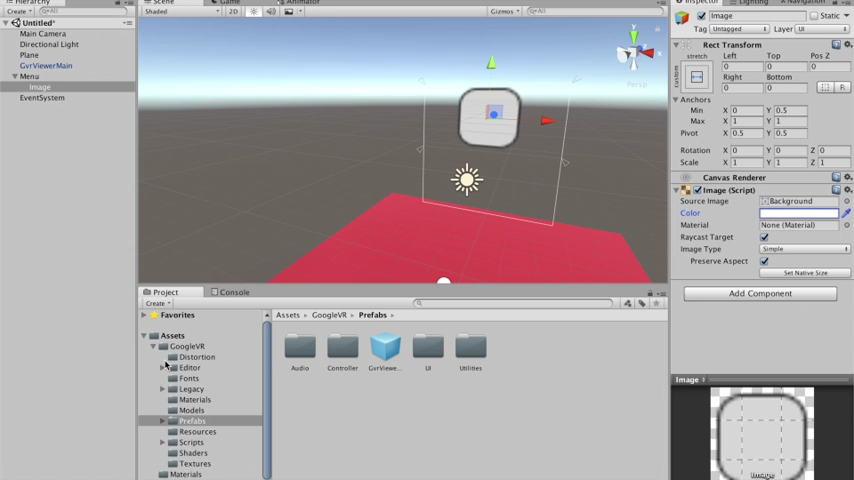 Hierarchy
Create
All
Untitled*
Main Camera
Directional Light
Plane
GvrViewerMain
Menu
Image
EventSystem
Scene
Game
Animator
Shaded
2D
Gizmos
All
y
x
Persp
Project
Console
Create
Favorites
Assets
GoogleVR
Distortion
Editor
Fonts
Legacy
Materials
Models
Prefabs
Resources
Scripts
Shaders
Textures
Materials
Assets
GoogleVR
Prefabs
Audio
Controller
GvrViewe...
UI
Utilities
Inspector
Lighting
Navigation
Image
Static
Tag Untagged
Layer UI
Rect Transform
stretch
custom
Left Top Pos Z
0 0 0
Right Bottom
0 0
R
Anchors
Min X 0 Y 0.5
Max X 1 Y 1
Pivot X 0.5 Y 0.5
Rotation X 0 Y 0 Z 0
Scale X 1 Y 1 Z 1
Canvas Renderer
Image (Script)
Source Image Background
Color
Material None (Material)
Raycast Target
Image Type Simple
Preserve Aspect
Set Native Size
Add Component
Image
Image